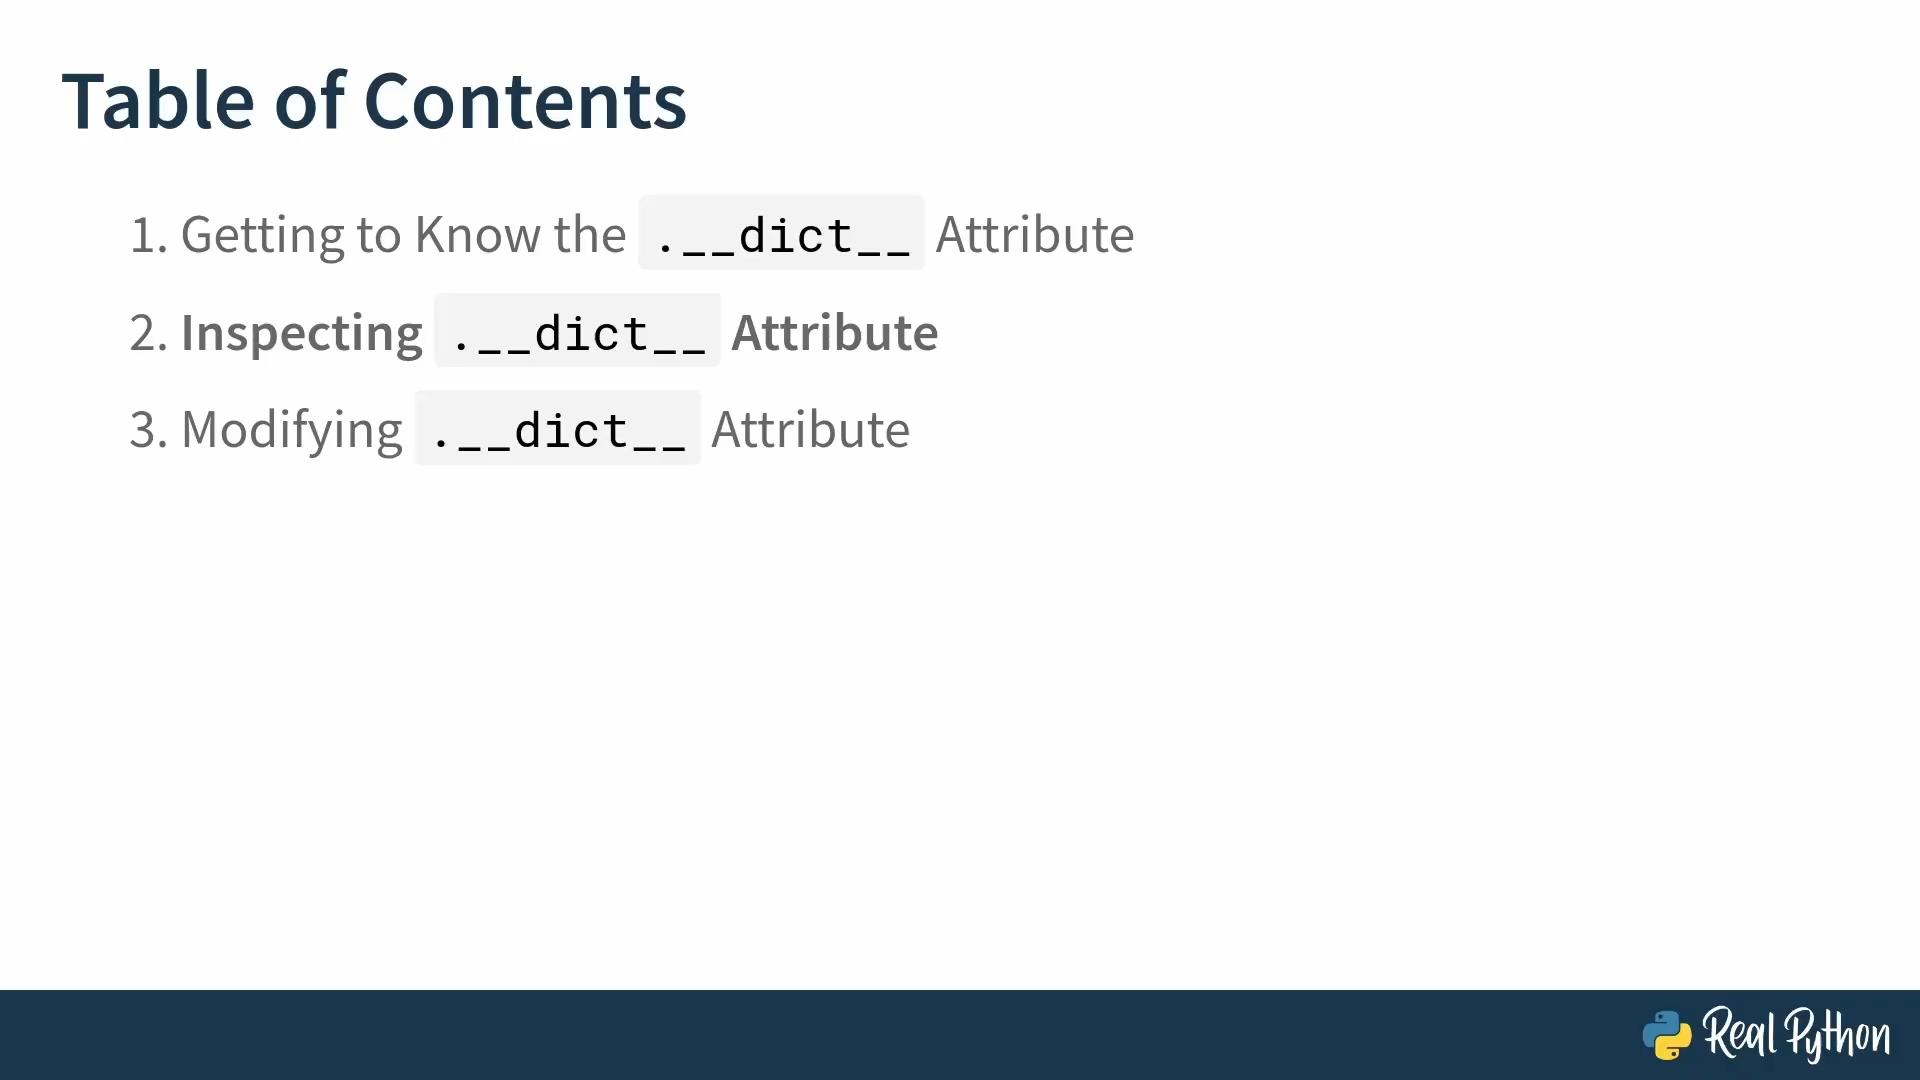 Table of Contents
1. Getting to Know the .__dict__ Attribute
2. Inspecting .__dict__ Attribute
3. Modifying .__dict__ Attribute
Real Python